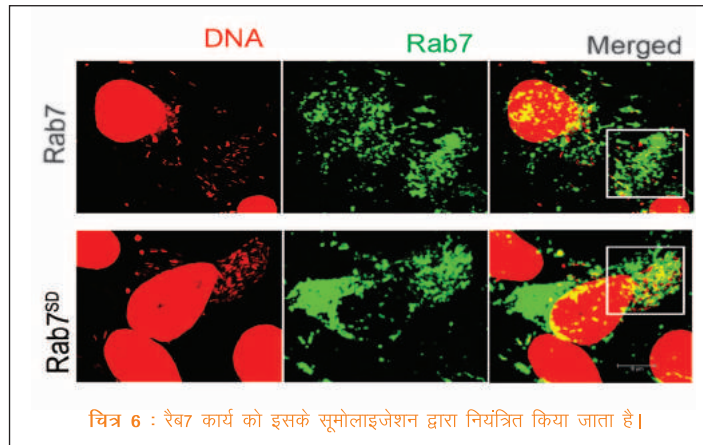 DNA Rab7 Merged
Rab7
Rab7SD
चित्र 6 : रैब7 कार्य को इसके सूमोलाइजेशन द्वारा नियंत्रित किया जाता है|